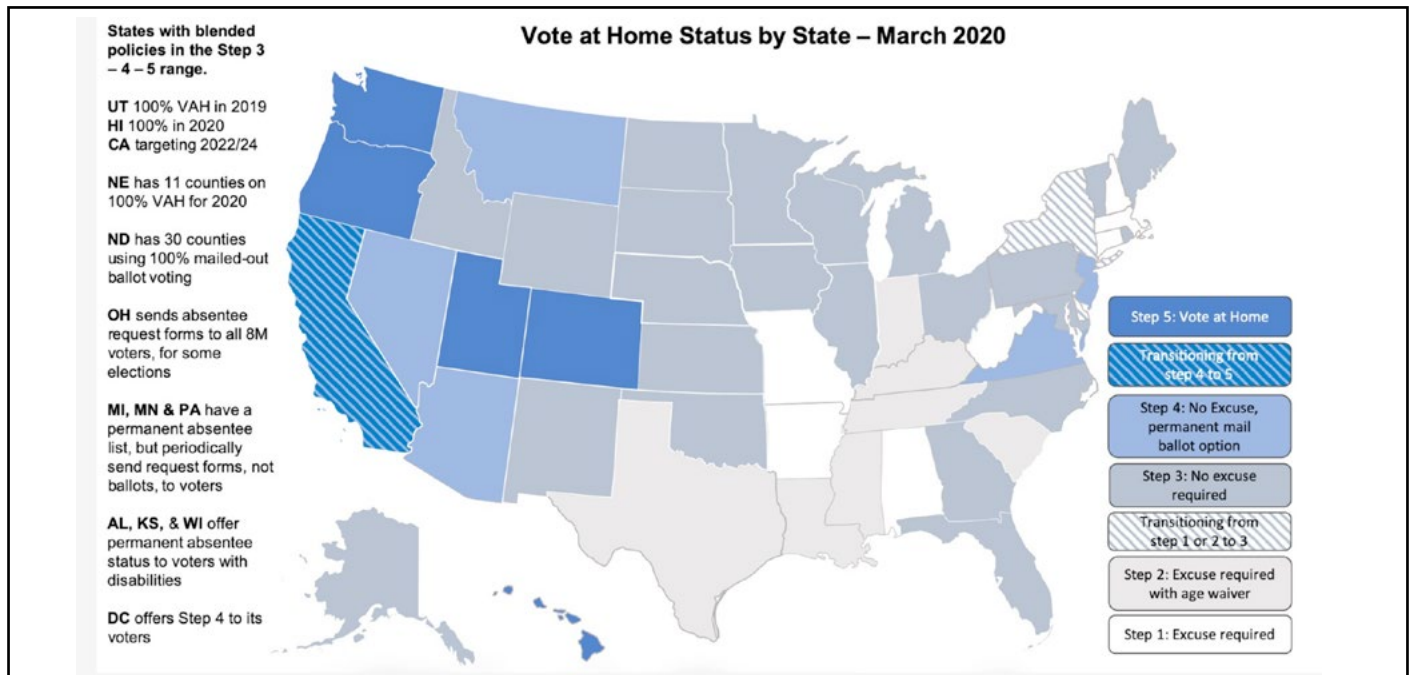 States with blended
policies in the Step 3
– 4 – 5 range.
UT 100% VAH in 2019
HI 100% in 2020
CA targeting 2022/24
NE has 11 counties on
100% VAH for 2020
ND has 30 counties
using 100% mailed-out
ballot voting
OH sends absentee
request forms to all 8M
voters, for some
elections
MI, MN & PA have a
permanent absentee
list, but periodically
send request forms, not
ballots, to voters
AL, KS, & WI offer
permanent absentee
status to voters with
disabilities
DC offers Step 4 to its
voters
Vote at Home Status by State – March 2020
Step 5: Vote at Home
Transitioning from
step 4 to 5
Step 4: No Excuse,
permanent mail
ballot option
Step 3: No excuse
required
Transitioning from
step 1 or 2 to 3
Step 2: Excuse required
with age waiver
Step 1: Excuse required